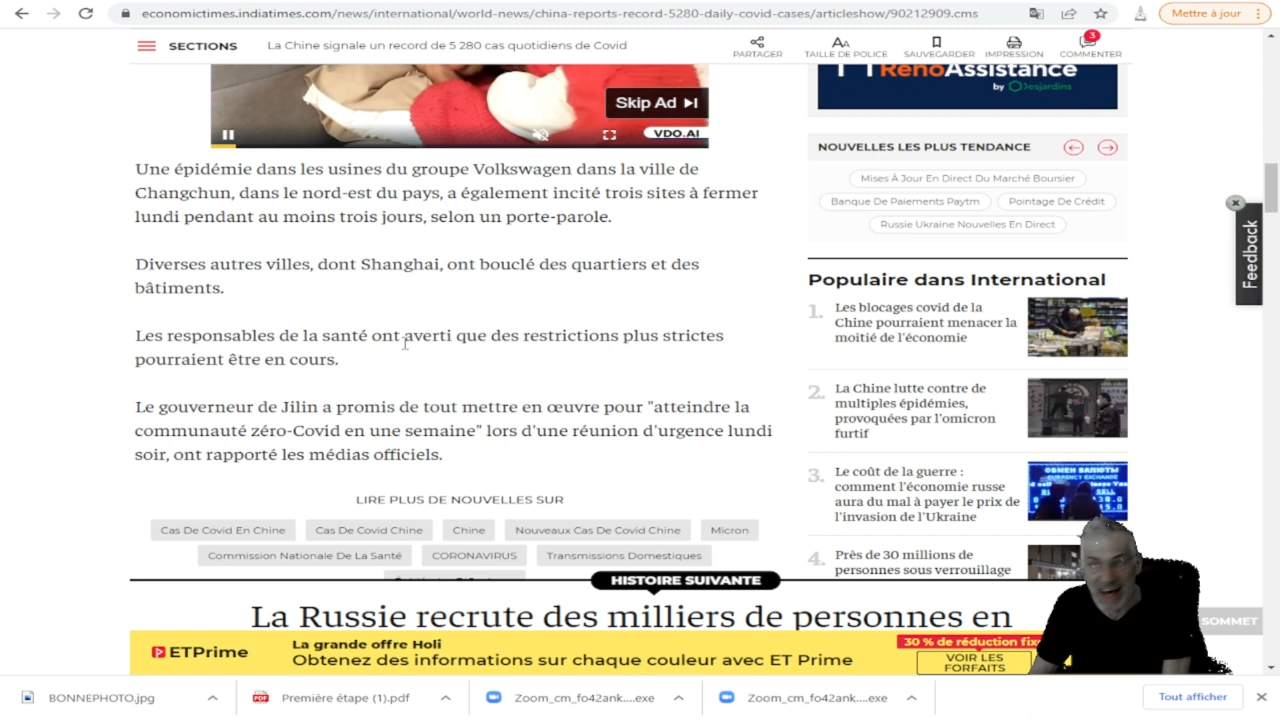 economictimes.indiatimes.com/news/international/world-news/china-reports-record-5280-daily-covid-cases/articleshow/90212909.cms
Mettre à jour
SECTIONS
La Chine signale un record de 5 280 cas quotidiens de Covid
PARTAGER
AA
TAILLE DE POLICE
SAUVEGARDER
IMPRESSION
3
COMMENTER
RenoAssistance
by Desjardins
Skip Ad
VDO.AI
Une épidémie dans les usines du groupe Volkswagen dans la ville de
Changchun, dans le nord-est du pays, a également incité trois sites à fermer
lundi pendant au moins trois jours, selon un porte-parole.
Diverses autres villes, dont Shanghai, ont bouclé des quartiers et des
bâtiments.
Les responsables de la santé ont averti que des restrictions plus strictes
pourraient être en cours.
Le gouverneur de Jilin a promis de tout mettre en œuvre pour "atteindre la
communauté zéro-Covid en une semaine" lors d'une réunion d'urgence lundi
soir, ont rapporté les médias officiels.
LIRE PLUS DE NOUVELLES SUR
Cas De Covid En Chine
Cas De Covid Chine
Chine
Nouveaux Cas De Covid Chine
Micron
Commission Nationale De La Santé
CORONAVIRUS
Transmissions Domestiques
NOUVELLES LES PLUS TENDANCE
Mises À Jour En Direct Du Marché Boursier
Banque De Paiements Paytm
Pointage De Crédit
Russie Ukraine Nouvelles En Direct
Populaire dans International
1. Les blocages covid de la
Chine pourraient menacer la
moitié de l'économie
2. La Chine lutte contre de
multiples épidémies,
provoquées par l'omicron
furtif
3. Le coût de la guerre :
comment l'économie russe
aura du mal à payer le prix de
l'invasion de l'Ukraine
ОБМЕН ВАЛЮТЫ
CURRENCY EXCHANGE
4. Près de 30 millions de
personnes sous verrouillage
Feedback
HISTOIRE SUIVANTE
La Russie recrute des milliers de personnes en
SOMMET
ETPrime
La grande offre Holi
Obtenez des informations sur chaque couleur avec ET Prime
30 % de réduction
VOIR LES
FORFAITS
BONNEPHOTO.jpg
PDF
Première étape (1).pdf
Zoom_cm_fo42ank....exe
Zoom_cm_fo42ank....exe
Tout afficher